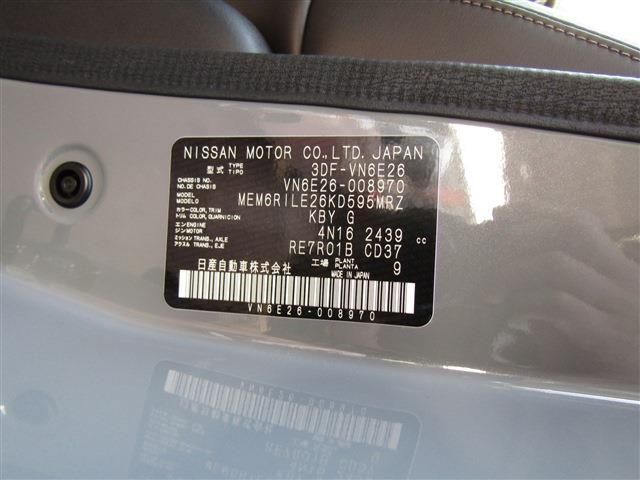 NISSAN MOTOR CO.,LTD. JAPAN
型式 TYPE TIPO 3DF-VN6E26
CHASSIS NO. NO. DE CHASSIS VN6E26-008970
MODEL MODELO MEM6RILE26KD595MRZ
カラー COLOR, TRIM トリム COLOR, GUARNICION KBY G
エンジン ENGINE MOTOR 4N16 2439 cc
ミッション TRANS., AXLE アクスル TRANS., EJE RE7R01B CD37
日産自動車株式会社 工場 PLANT PLANTA 9
MADE IN JAPAN
VN6E26-008970